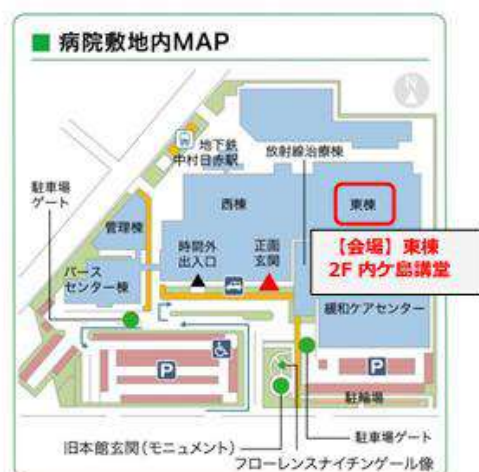 病院敷地内MAP
地下鉄
中村日赤駅
放射線治療棟
駐車場
ゲート
管理棟
西棟
東棟
時間外
出入口
正面
玄関
【会場】東棟
2F 内ケ島講堂
バース
センター棟
緩和ケアセンター
P
P
駐輪場
旧本館玄関(モニュメント)
駐車場ゲート
フローレンスナイチンゲール像